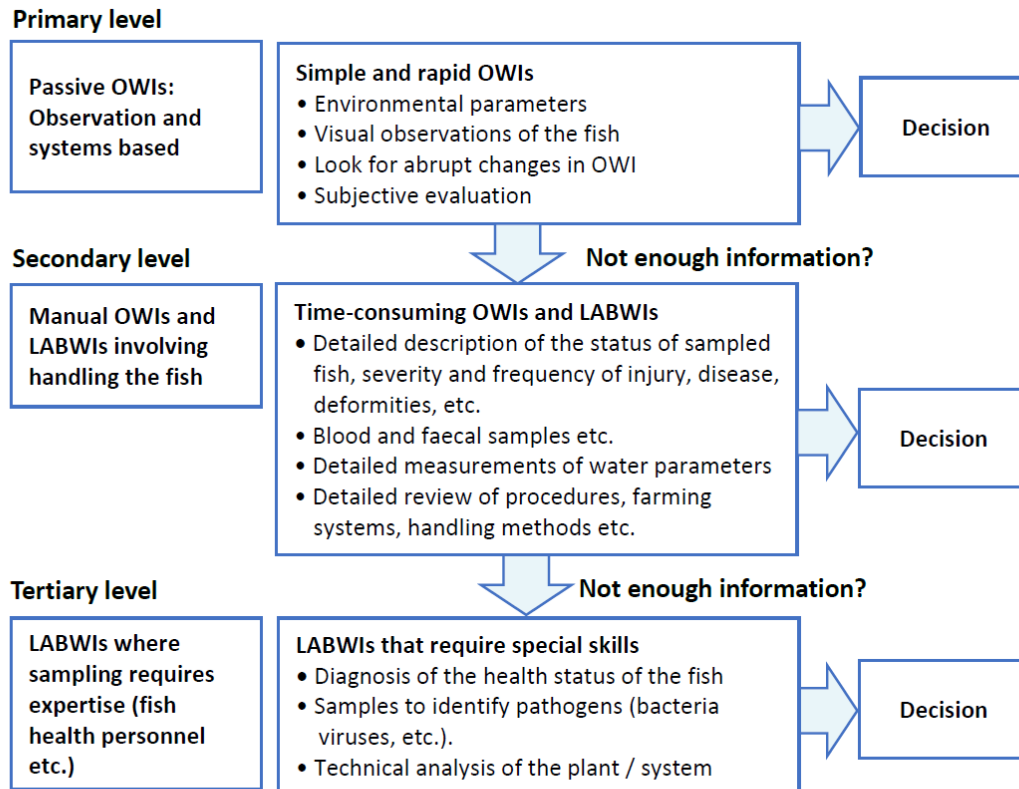 Primary level
Passive OWIs:
Observation and
systems based
Simple and rapid OWIs
• Environmental parameters
• Visual observations of the fish
• Look for abrupt changes in OWI
• Subjective evaluation
Decision
Not enough information?
Secondary level
Manual OWIs and
LABWIs involving
handling the fish
Time-consuming OWIs and LABWIs
• Detailed description of the status of sampled
fish, severity and frequency of injury, disease,
deformities, etc.
• Blood and faecal samples etc.
• Detailed measurements of water parameters
• Detailed review of procedures, farming
systems, handling methods etc.
Decision
Not enough information?
Tertiary level
LABWIs where
sampling requires
expertise (fish
health personnel
etc.)
LABWIs that require special skills
• Diagnosis of the health status of the fish
• Samples to identify pathogens (bacteria
viruses, etc.).
• Technical analysis of the plant / system
Decision